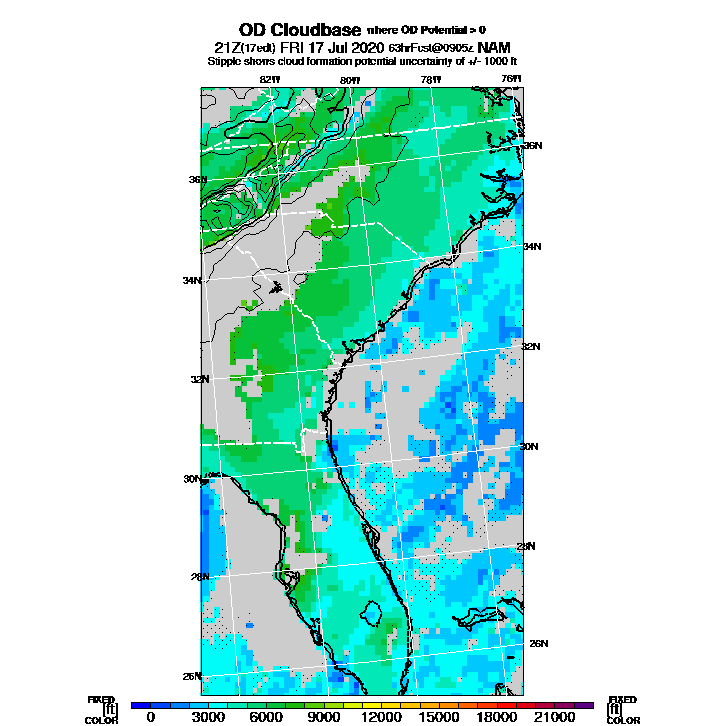 OD Cloudbase where OD Potential > 0
21Z(17edt) FRI 17 Jul 2020 63hrFcst@0905z NAM
Stipple shows cloud formation potential uncertainty of +/- 1000 ft
82W 80W 78W 76W
36N 36N
34N 34N
32N 32N
30N 30N
28N 28N
26N 26N
FIXED FIXED
[ft] 0 3000 6000 9000 12000 15000 18000 21000 [ft]
COLOR COLOR